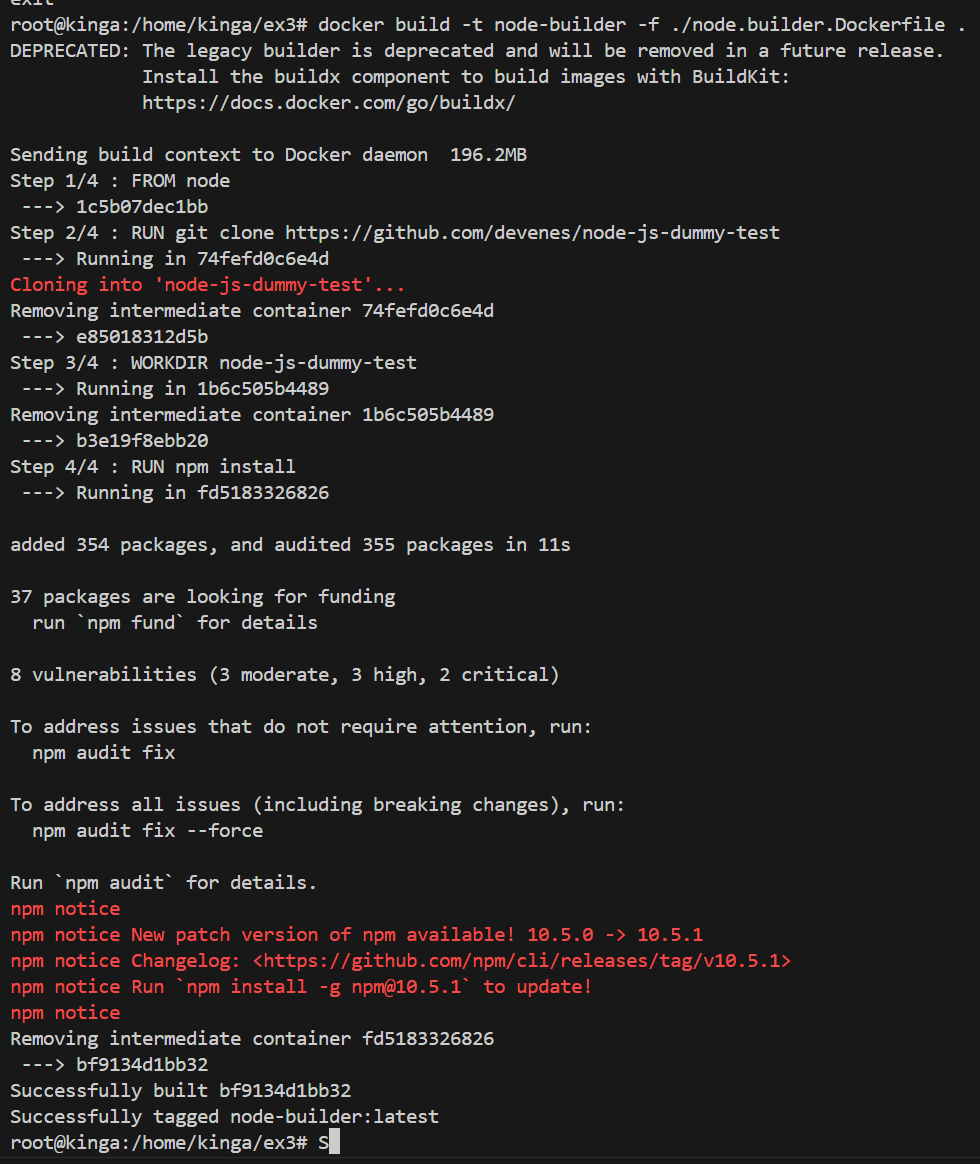 exit
root@kinga:/home/kinga/ex3# docker build -t node-builder -f ./node.builder.Dockerfile .
DEPRECATED: The legacy builder is deprecated and will be removed in a future release.
            Install the buildx component to build images with BuildKit:
            https://docs.docker.com/go/buildx/

Sending build context to Docker daemon  196.2MB
Step 1/4 : FROM node
 ---> 1c5b07dec1bb
Step 2/4 : RUN git clone https://github.com/devenes/node-js-dummy-test
 ---> Running in 74fefd0c6e4d
Cloning into 'node-js-dummy-test'...
Removing intermediate container 74fefd0c6e4d
 ---> e85018312d5b
Step 3/4 : WORKDIR node-js-dummy-test
 ---> Running in 1b6c505b4489
Removing intermediate container 1b6c505b4489
 ---> b3e19f8ebb20
Step 4/4 : RUN npm install
 ---> Running in fd5183326826

added 354 packages, and audited 355 packages in 11s

37 packages are looking for funding
  run `npm fund` for details

8 vulnerabilities (3 moderate, 3 high, 2 critical)

To address issues that do not require attention, run:
  npm audit fix

To address all issues (including breaking changes), run:
  npm audit fix --force

Run `npm audit` for details.
npm notice
npm notice New patch version of npm available! 10.5.0 -> 10.5.1
npm notice Changelog: <https://github.com/npm/cli/releases/tag/v10.5.1>
npm notice Run `npm install -g npm@10.5.1` to update!
npm notice
Removing intermediate container fd5183326826
 ---> bf9134d1bb32
Successfully built bf9134d1bb32
Successfully tagged node-builder:latest
root@kinga:/home/kinga/ex3# S